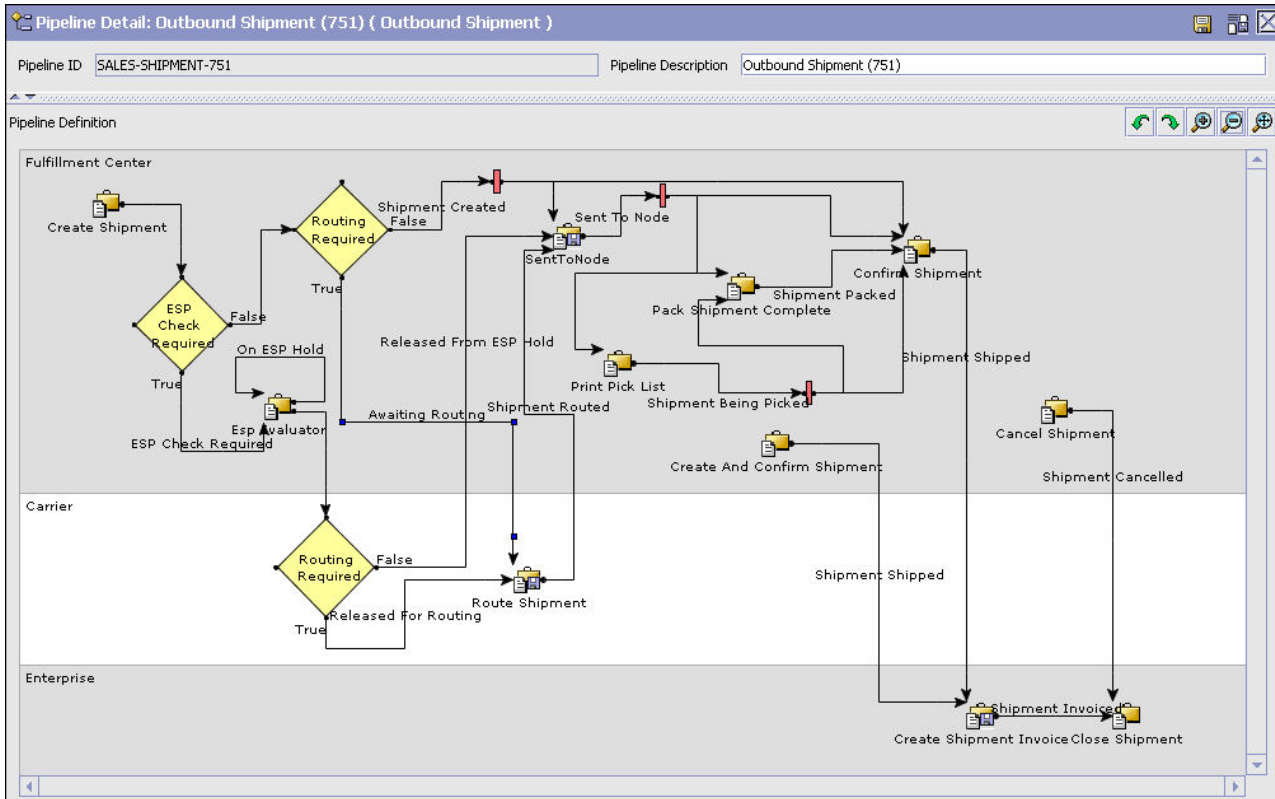 Pipeline Detail: Outbound Shipment (751) ( Outbound Shipment )
Pipeline ID SALES-SHIPMENT-751 Pipeline Description Outbound Shipment (751)
Pipeline Definition
Fulfillment Center
Create Shipment
Routing
Required
False
True
Shipment Created
Sent To Node
SentToNode
Confirm Shipment
ESP
Check
Required
False
True
On ESP Hold
Esp Evaluator
ESP Check Required
Released From ESP Hold
Pack Shipment Complete
Shipment Packed
Print Pick List
Shipment Being Picked
Shipment Shipped
Awaiting Routing
Shipment Routed
Create And Confirm Shipment
Cancel Shipment
Shipment Cancelled
Carrier
Routing
Required
False
True
Released For Routing
Route Shipment
Shipment Shipped
Enterprise
Shipment Invoiced
Create Shipment Invoice
Close Shipment